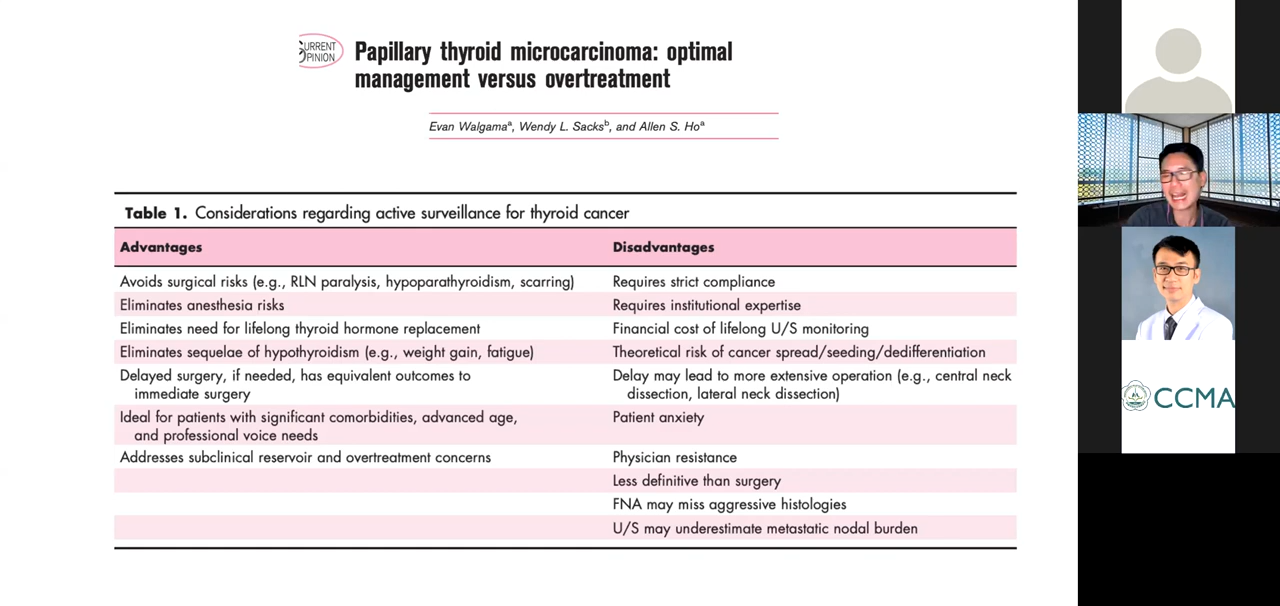 CURRENT
OPINION
Papillary thyroid microcarcinoma: optimal
management versus overtreatment
Evan Walgamaᵃ, Wendy L. Sacksᵇ, and Allen S. Hoᵃ
Table 1. Considerations regarding active surveillance for thyroid cancer
Advantages Disadvantages
Avoids surgical risks (e.g., RLN paralysis, hypoparathyroidism, scarring) Requires strict compliance
Eliminates anesthesia risks Requires institutional expertise
Eliminates need for lifelong thyroid hormone replacement Financial cost of lifelong U/S monitoring
Eliminates sequelae of hypothyroidism (e.g., weight gain, fatigue) Theoretical risk of cancer spread/seeding/dedifferentiation
Delayed surgery, if needed, has equivalent outcomes to Delay may lead to more extensive operation (e.g., central neck
immediate surgery dissection, lateral neck dissection)
Ideal for patients with significant comorbidities, advanced age, Patient anxiety
and professional voice needs
Addresses subclinical reservoir and overtreatment concerns Physician resistance
Less definitive than surgery
FNA may miss aggressive histologies
U/S may underestimate metastatic nodal burden
CCMA